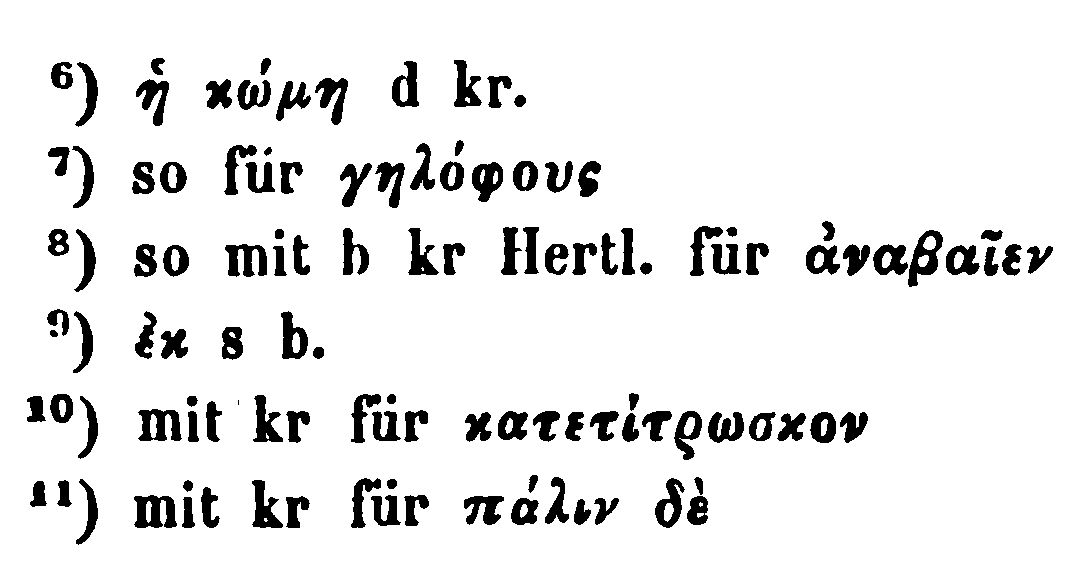 ⁶) ἡ κώμη d kr.
⁷) so für γηλόφους
⁸) so mit b kr Hertl. für ἀναβαῖεν
⁹) ἐκ s b.
¹⁰) mit kr für κατετίτρωσκον
¹¹) mit kr für πάλιν δὲ